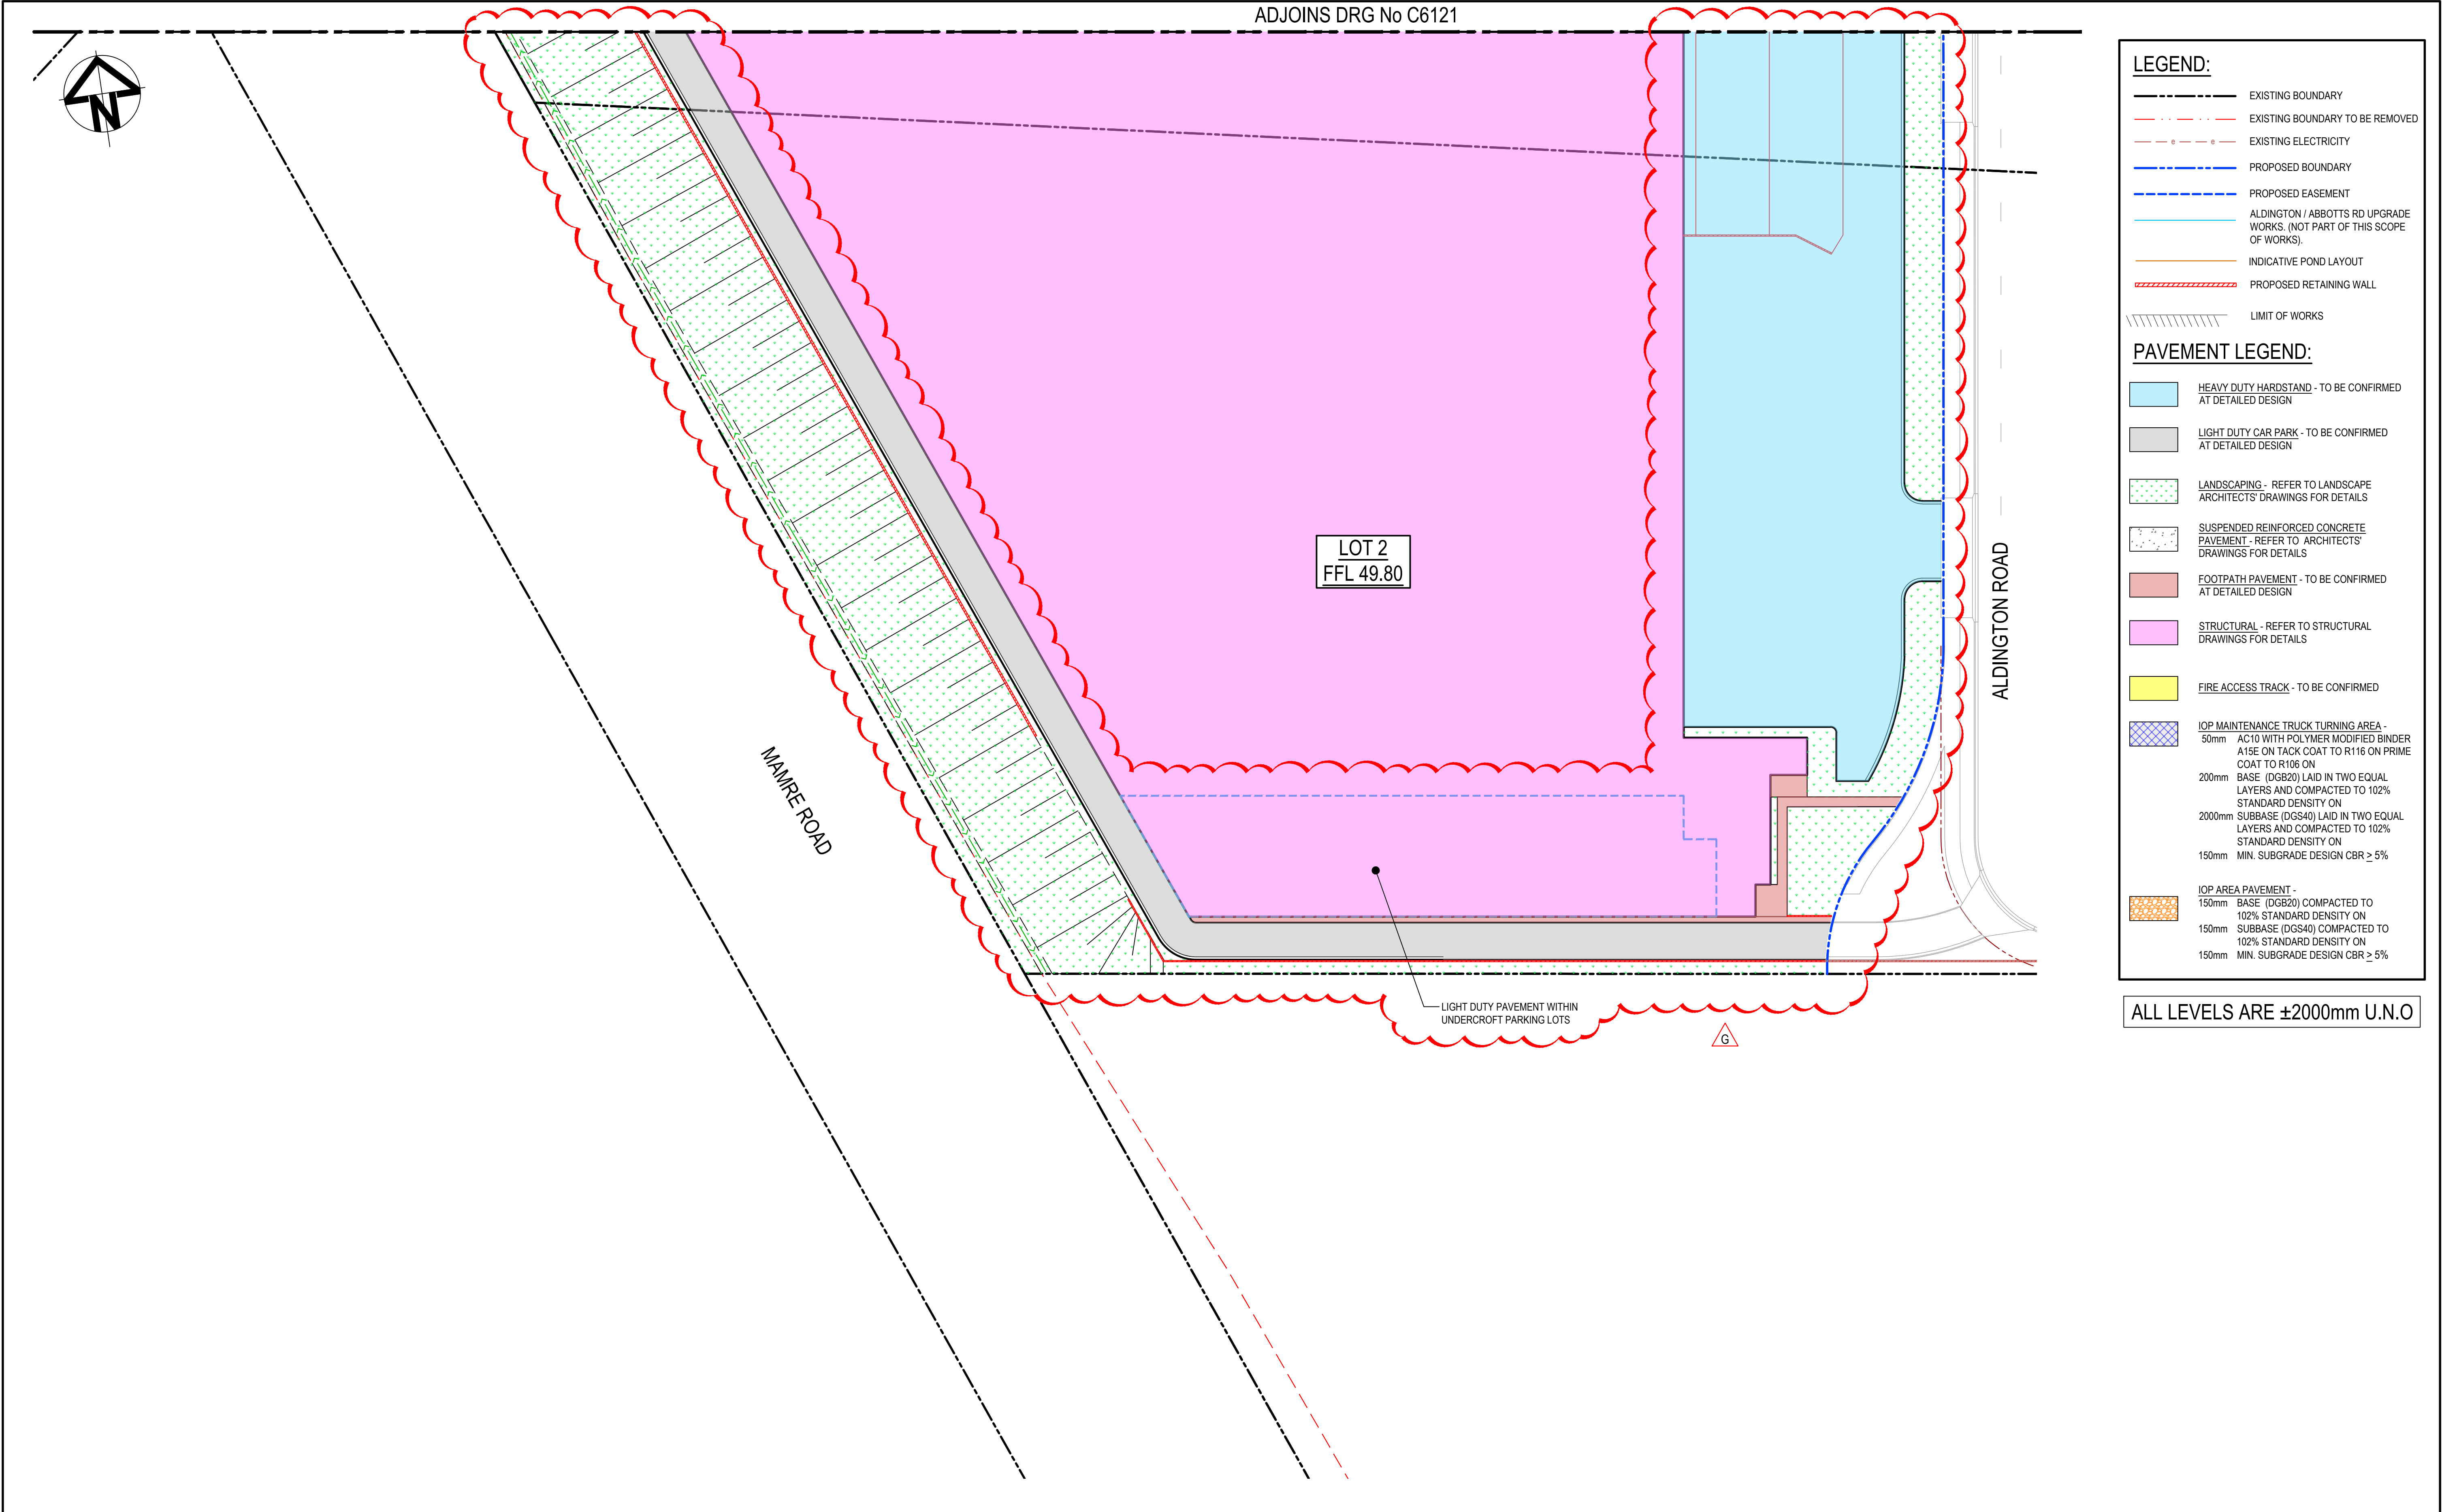 ADJOINS DRG No C6121
N
LOT 2
FFL 49.80
MAMRE ROAD
ALDINGTON ROAD
LIGHT DUTY PAVEMENT WITHIN
UNDERCROFT PARKING LOTS
G
LEGEND:
EXISTING BOUNDARY
EXISTING BOUNDARY TO BE REMOVED
e e EXISTING ELECTRICITY
PROPOSED BOUNDARY
PROPOSED EASEMENT
ALDINGTON / ABBOTTS RD UPGRADE
WORKS. (NOT PART OF THIS SCOPE
OF WORKS).
INDICATIVE POND LAYOUT
PROPOSED RETAINING WALL
LIMIT OF WORKS
PAVEMENT LEGEND:
HEAVY DUTY HARDSTAND - TO BE CONFIRMED
AT DETAILED DESIGN
LIGHT DUTY CAR PARK - TO BE CONFIRMED
AT DETAILED DESIGN
LANDSCAPING - REFER TO LANDSCAPE
ARCHITECTS' DRAWINGS FOR DETAILS
SUSPENDED REINFORCED CONCRETE
PAVEMENT - REFER TO ARCHITECTS'
DRAWINGS FOR DETAILS
FOOTPATH PAVEMENT - TO BE CONFIRMED
AT DETAILED DESIGN
STRUCTURAL - REFER TO STRUCTURAL
DRAWINGS FOR DETAILS
FIRE ACCESS TRACK - TO BE CONFIRMED
IOP MAINTENANCE TRUCK TURNING AREA -
50mm AC10 WITH POLYMER MODIFIED BINDER
A15E ON TACK COAT TO R116 ON PRIME
COAT TO R106 ON
200mm BASE (DGB20) LAID IN TWO EQUAL
LAYERS AND COMPACTED TO 102%
STANDARD DENSITY ON
2000mm SUBBASE (DGS40) LAID IN TWO EQUAL
LAYERS AND COMPACTED TO 102%
STANDARD DENSITY ON
150mm MIN. SUBGRADE DESIGN CBR ≥ 5%
IOP AREA PAVEMENT -
150mm BASE (DGB20) COMPACTED TO
102% STANDARD DENSITY ON
150mm SUBBASE (DGS40) COMPACTED TO
102% STANDARD DENSITY ON
150mm MIN. SUBGRADE DESIGN CBR ≥ 5%
ALL LEVELS ARE ±2000mm U.N.O